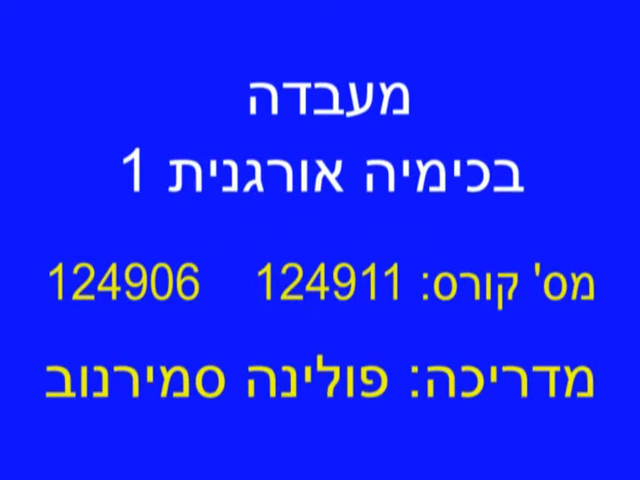 מעבדה
בכימיה אורגנית 1
מס' קורס: 124911 124906
מדריכה: פולינה סמירנוב